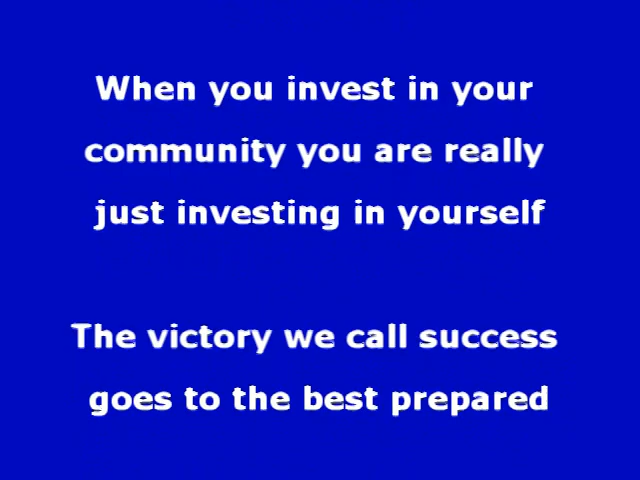 When you invest in your
community you are really
just investing in yourself
The victory we call success
goes to the best prepared